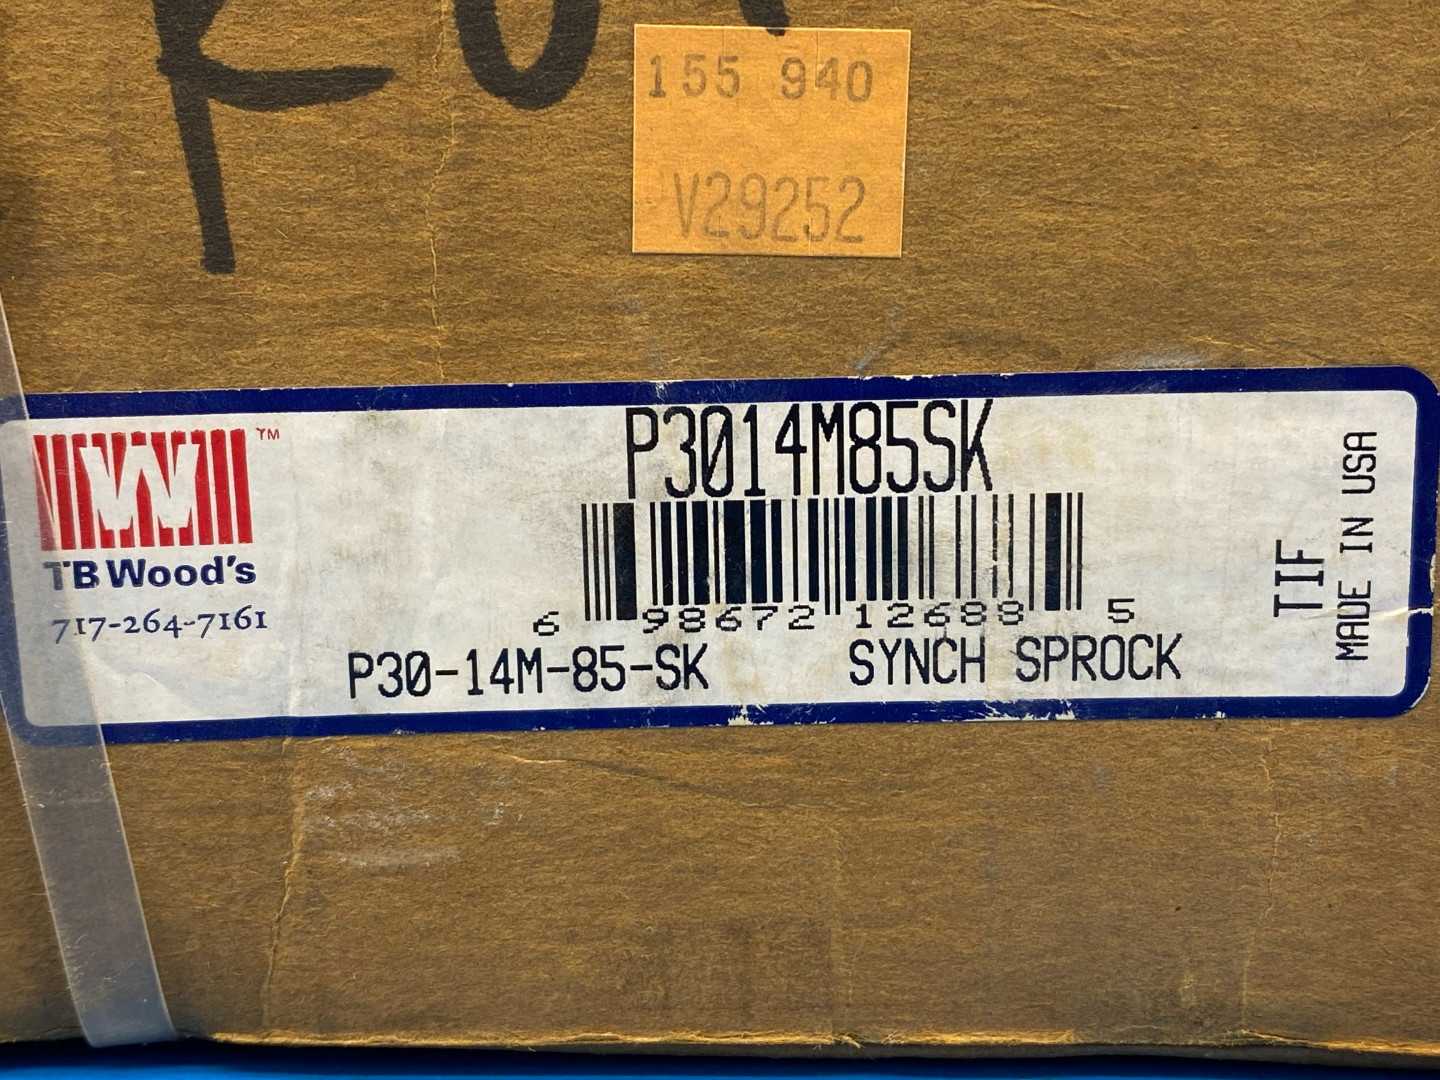 155 940
V29252
P3014M85SK
TM
TB Wood's
717-264-7161
6 98672 12688 5
P30-14M-85-SK SYNCH SPROCK
TIF
MADE IN USA